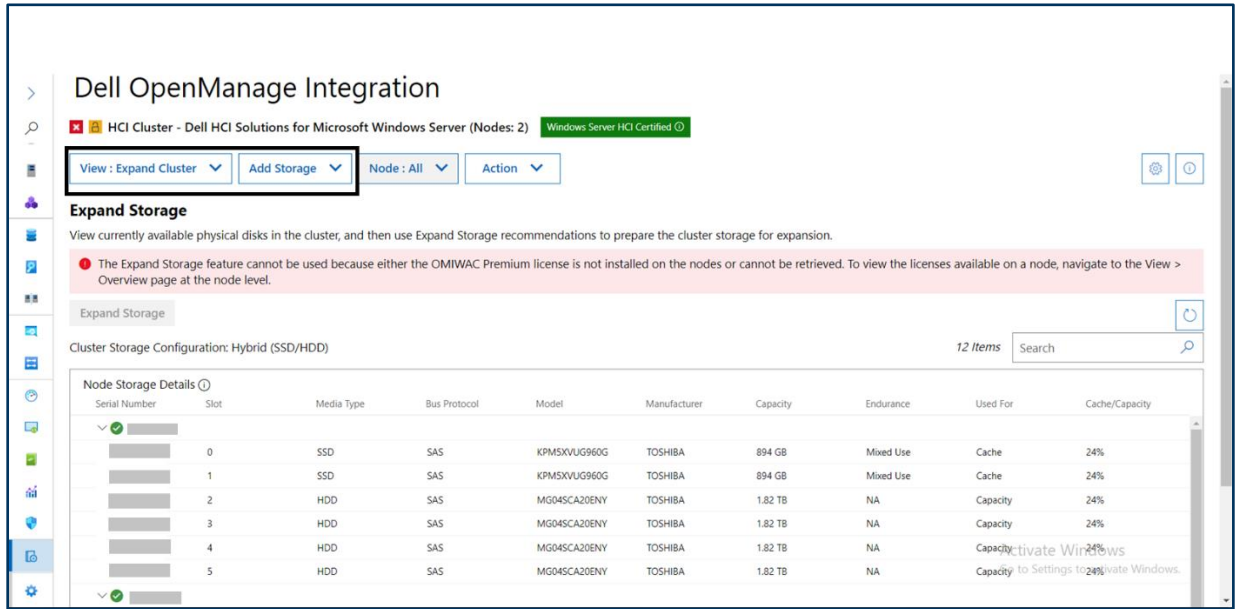 Dell OpenManage Integration
HCI Cluster - Dell HCI Solutions for Microsoft Windows Server (Nodes: 2) Windows Server HCI Certified
View : Expand Cluster Add Storage Node : All Action
Expand Storage
View currently available physical disks in the cluster, and then use Expand Storage recommendations to prepare the cluster storage for expansion.
The Expand Storage feature cannot be used because either the OMIWAC Premium license is not installed on the nodes or cannot be retrieved. To view the licenses available on a node, navigate to the View >
Overview page at the node level.
Expand Storage
Cluster Storage Configuration: Hybrid (SSD/HDD) 12 Items Search
Node Storage Details
Serial Number Slot Media Type Bus Protocol Model Manufacturer Capacity Endurance Used For Cache/Capacity
0 SSD SAS KPM5XVUG960G TOSHIBA 894 GB Mixed Use Cache 24%
1 SSD SAS KPM5XVUG960G TOSHIBA 894 GB Mixed Use Cache 24%
2 HDD SAS MG04SCA20ENY TOSHIBA 1.82 TB NA Capacity 24%
3 HDD SAS MG04SCA20ENY TOSHIBA 1.82 TB NA Capacity 24%
4 HDD SAS MG04SCA20ENY TOSHIBA 1.82 TB NA Capacity 24%
5 HDD SAS MG04SCA20ENY TOSHIBA 1.82 TB NA Capacity 24%
Activate Windows
Go to Settings to activate Windows.